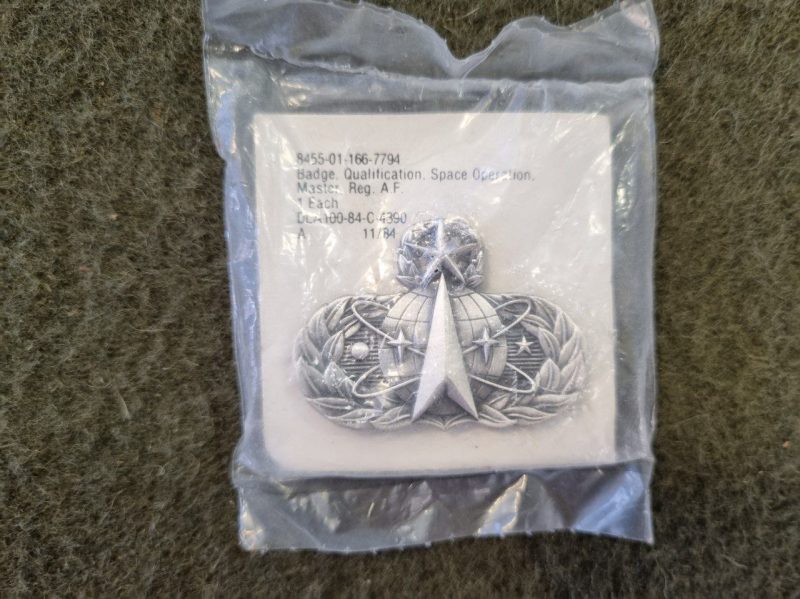 8455-01-166-7794
Badge, Qualification, Space Operation,
Master, Reg. A.F.
1 Each
DLA100-84-C-4390
A 11/84